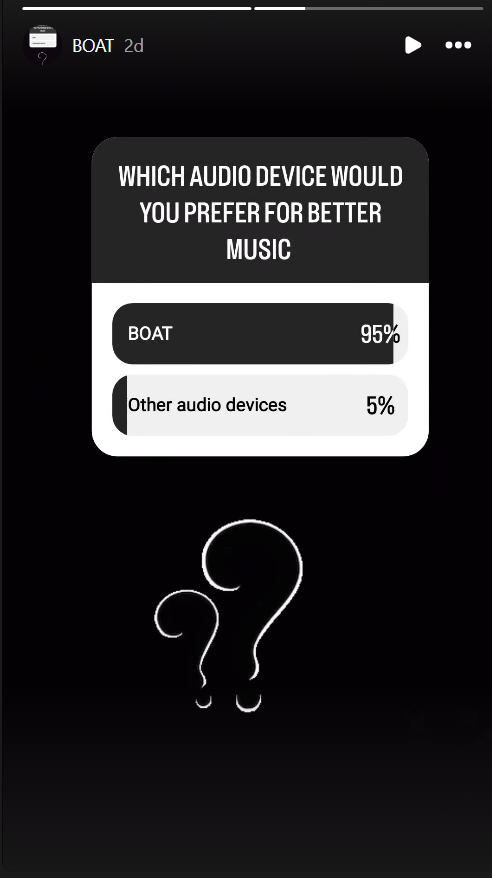 BOAT 2d
WHICH AUDIO DEVICE WOULD
YOU PREFER FOR BETTER
MUSIC
BOAT 95%
Other audio devices 5%
??